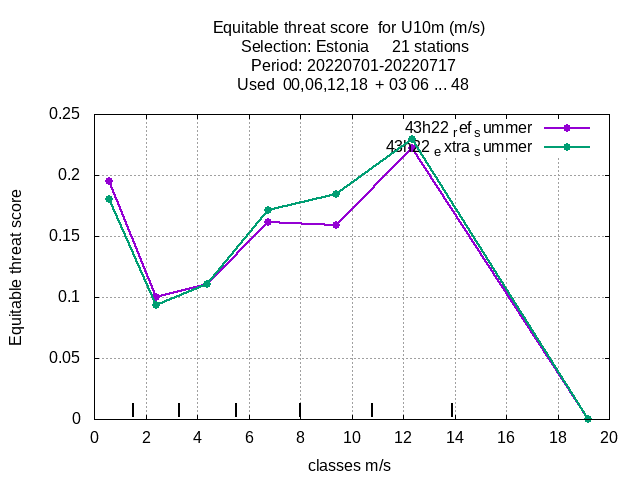 Equitable threat score for U10m (m/s)
Selection: Estonia 21 stations
Period: 20220701-20220717
Used 00,06,12,18 + 03 06 ... 48
43h22 ref summer
43h22 extra summer
Equitable threat score
0.25
0.2
0.15
0.1
0.05
0
0 2 4 6 8 10 12 14 16 18 20
classes m/s